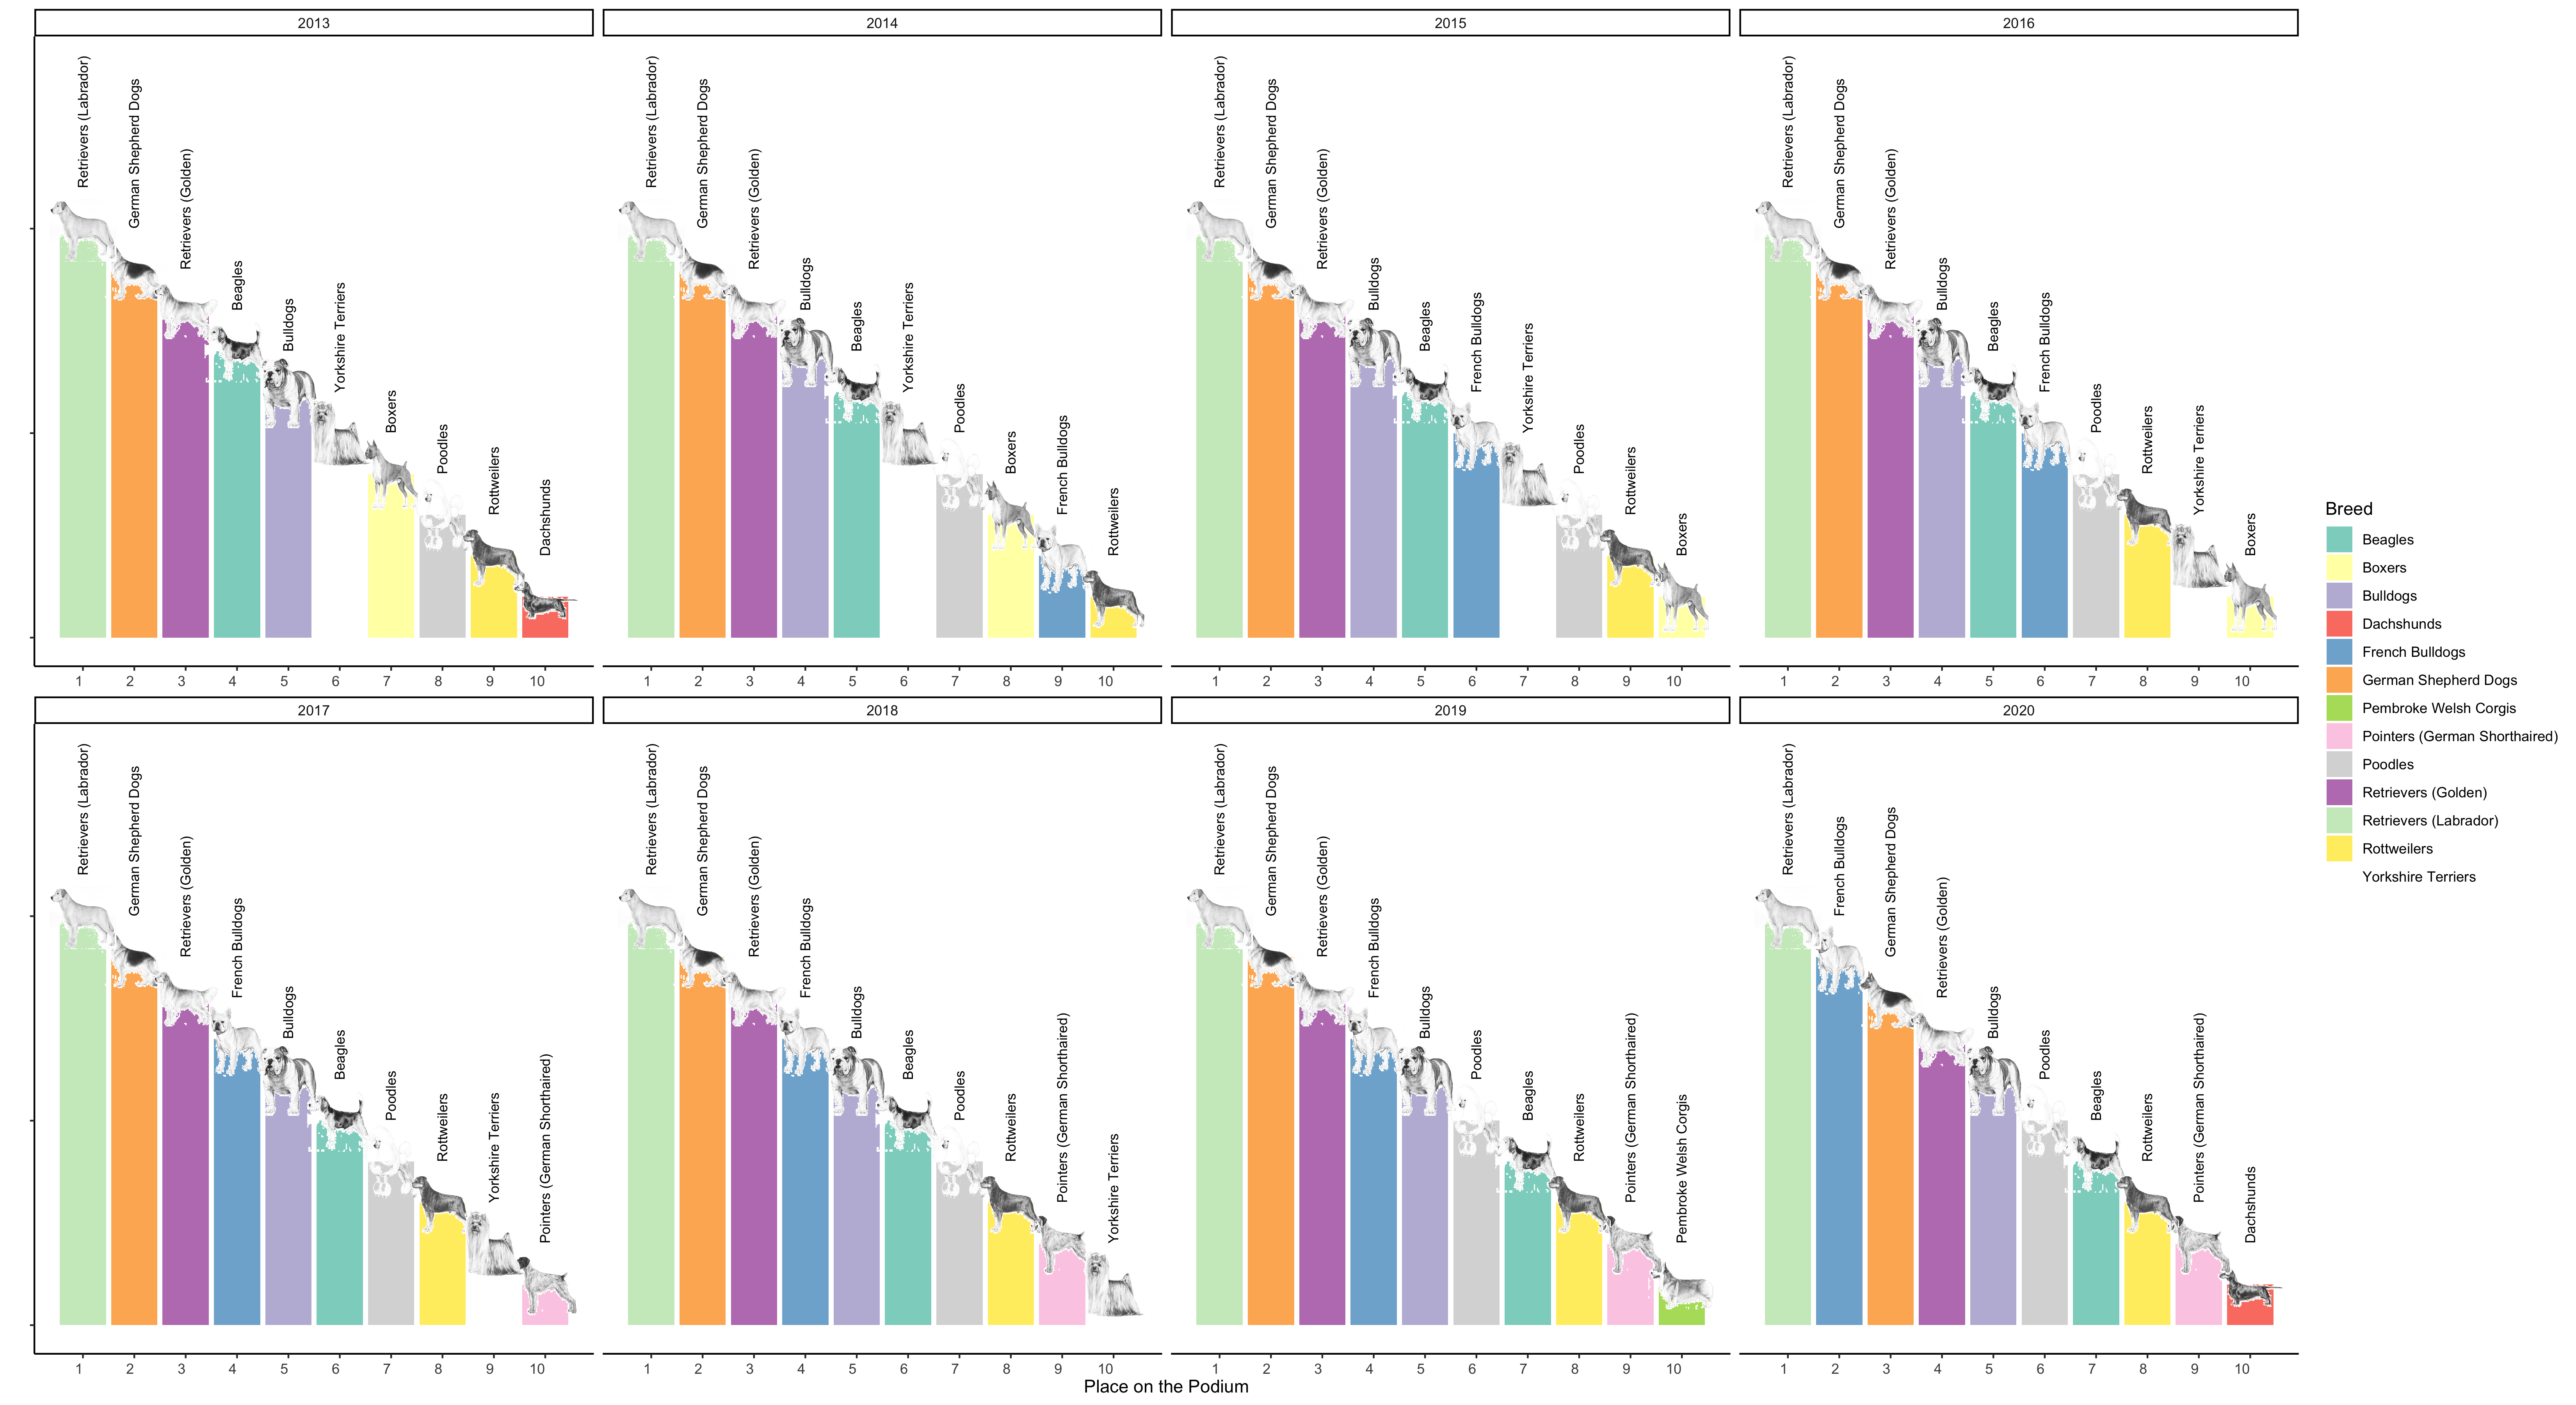 2013
Retrievers (Labrador)
German Shepherd Dogs
Retrievers (Golden)
Beagles
Bulldogs
Yorkshire Terriers
Boxers
Poodles
Rottweilers
Dachshunds
1 2 3 4 5 6 7 8 9 10
2014
Retrievers (Labrador)
German Shepherd Dogs
Retrievers (Golden)
Bulldogs
Beagles
Yorkshire Terriers
Poodles
Boxers
French Bulldogs
Rottweilers
1 2 3 4 5 6 7 8 9 10
2015
Retrievers (Labrador)
German Shepherd Dogs
Retrievers (Golden)
Bulldogs
Beagles
French Bulldogs
Yorkshire Terriers
Poodles
Rottweilers
Boxers
1 2 3 4 5 6 7 8 9 10
2016
Retrievers (Labrador)
German Shepherd Dogs
Retrievers (Golden)
Bulldogs
Beagles
French Bulldogs
Poodles
Rottweilers
Yorkshire Terriers
Boxers
1 2 3 4 5 6 7 8 9 10
2017
Retrievers (Labrador)
German Shepherd Dogs
Retrievers (Golden)
French Bulldogs
Bulldogs
Beagles
Poodles
Rottweilers
Yorkshire Terriers
Pointers (German Shorthaired)
1 2 3 4 5 6 7 8 9 10
2018
Retrievers (Labrador)
German Shepherd Dogs
Retrievers (Golden)
French Bulldogs
Bulldogs
Beagles
Poodles
Rottweilers
Pointers (German Shorthaired)
Yorkshire Terriers
1 2 3 4 5 6 7 8 9 10
2019
Retrievers (Labrador)
German Shepherd Dogs
Retrievers (Golden)
French Bulldogs
Bulldogs
Poodles
Beagles
Rottweilers
Pointers (German Shorthaired)
Pembroke Welsh Corgis
1 2 3 4 5 6 7 8 9 10
2020
Retrievers (Labrador)
French Bulldogs
German Shepherd Dogs
Retrievers (Golden)
Bulldogs
Poodles
Beagles
Rottweilers
Pointers (German Shorthaired)
Dachshunds
1 2 3 4 5 6 7 8 9 10
Place on the Podium
Breed
Beagles
Boxers
Bulldogs
Dachshunds
French Bulldogs
German Shepherd Dogs
Pembroke Welsh Corgis
Pointers (German Shorthaired)
Poodles
Retrievers (Golden)
Retrievers (Labrador)
Rottweilers
Yorkshire Terriers